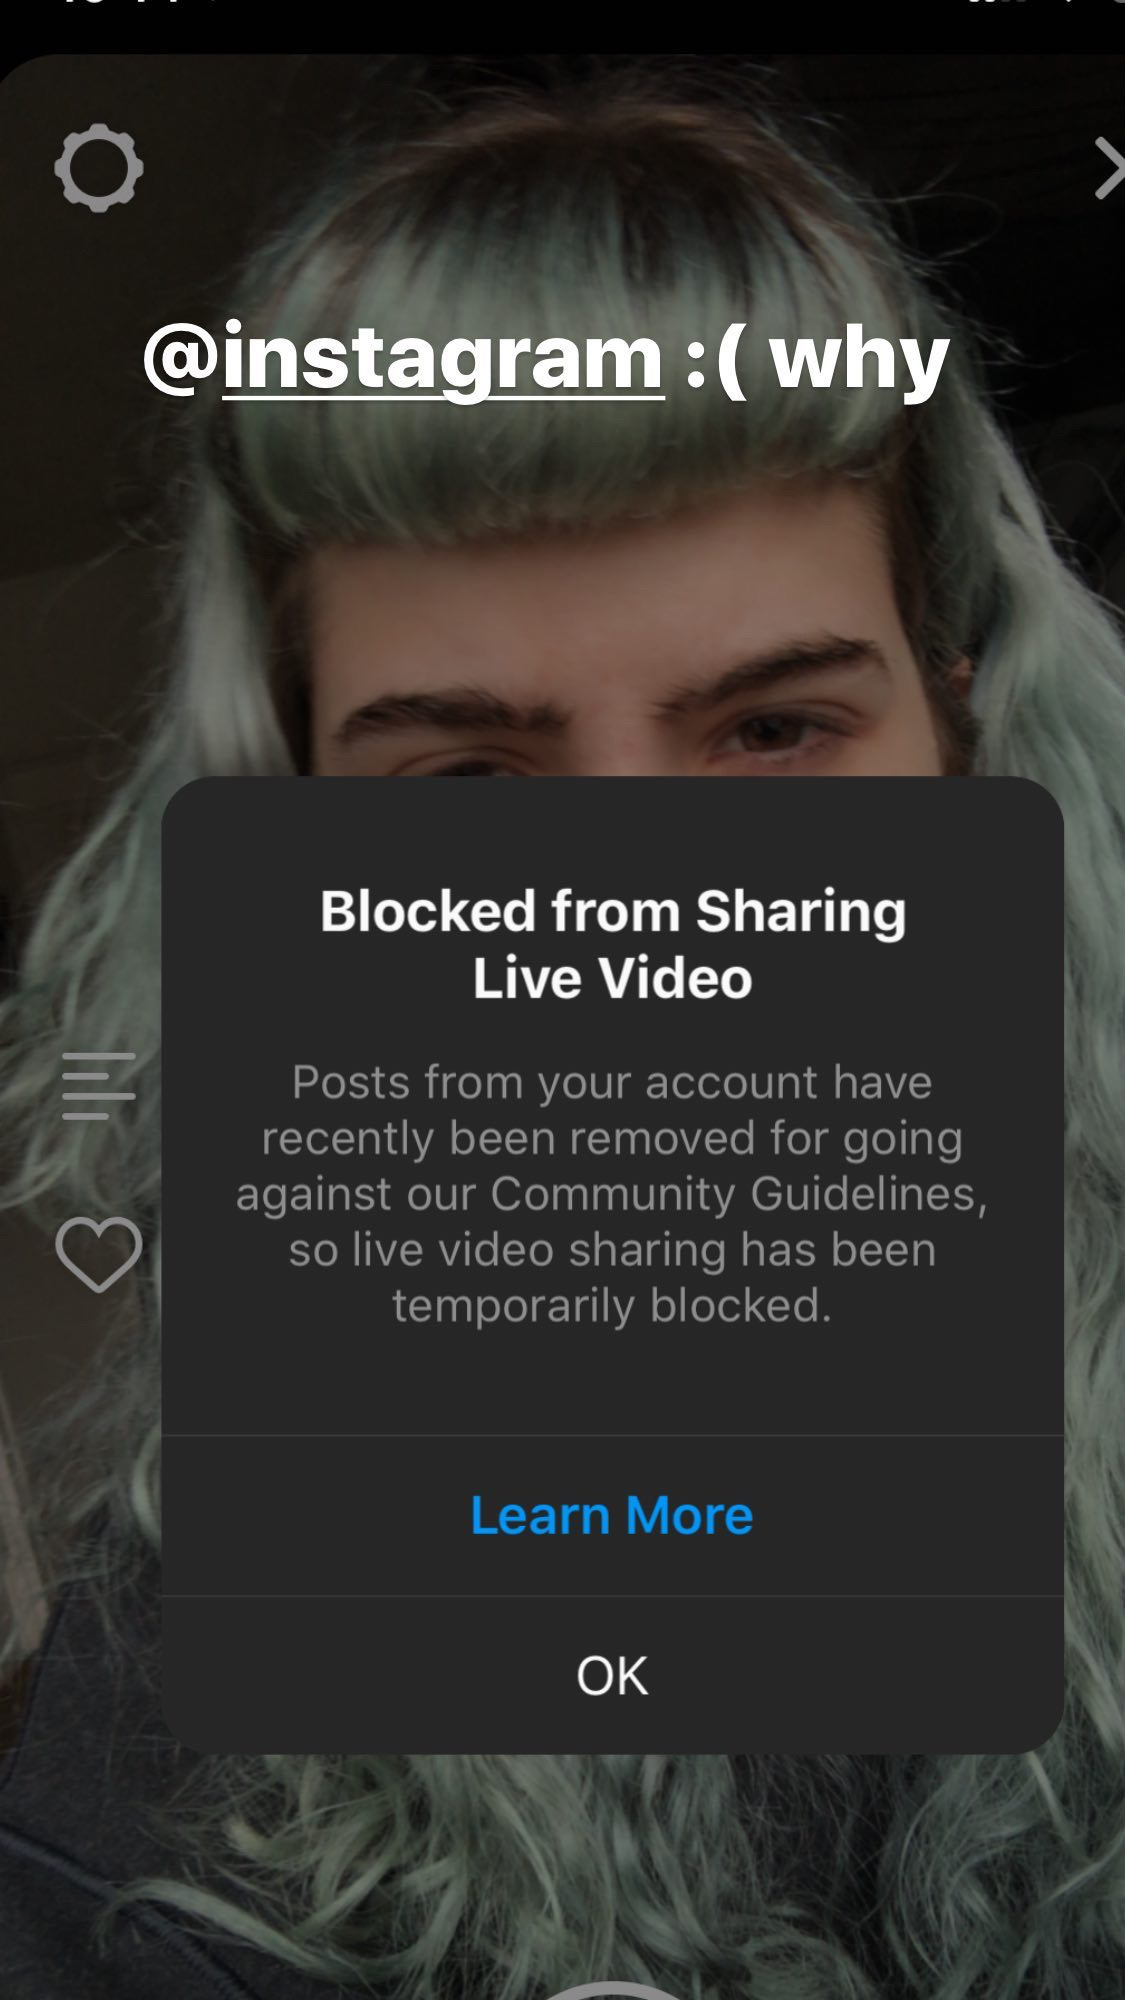 @instagram :( why
Blocked from Sharing
Live Video
Posts from your account have
recently been removed for going
against our Community Guidelines,
so live video sharing has been
temporarily blocked.
Learn More
OK